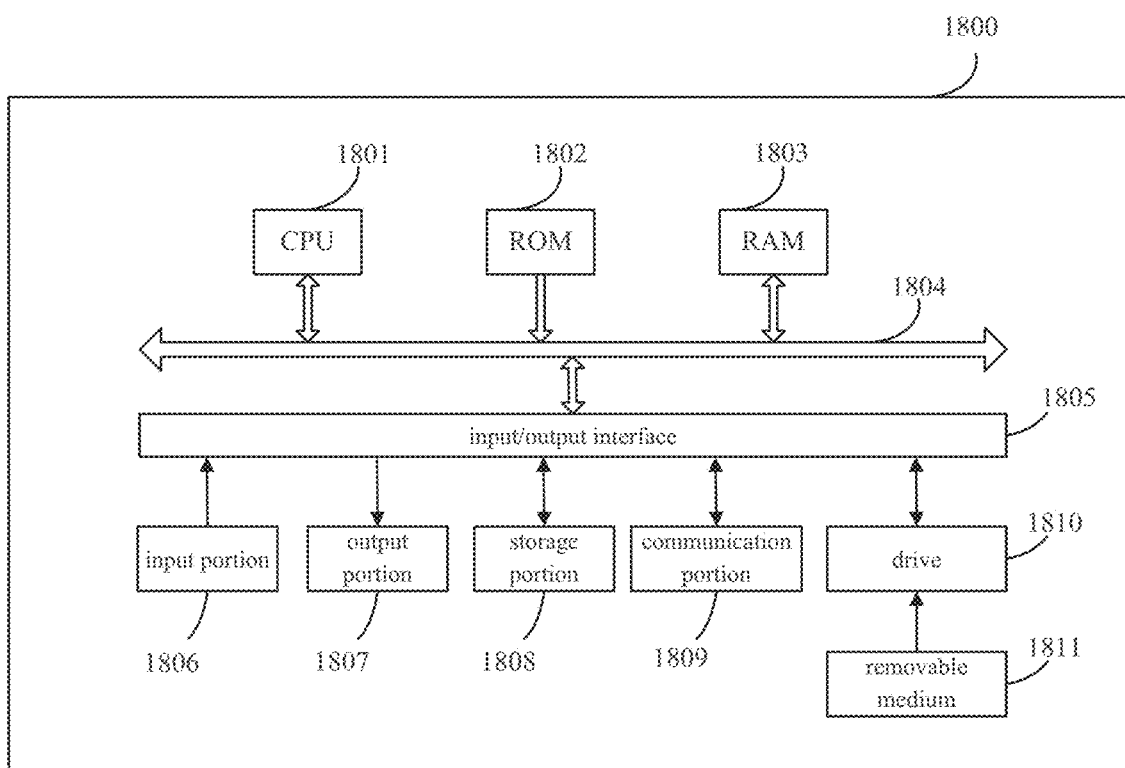 1800
1801
1802
1803
CPU
ROM
RAM
1804
1805
input/output interface
1810
input portion
output
portion
storage
portion
communication
portion
drive
1806
1807
1808
1809
1811
removable
medium